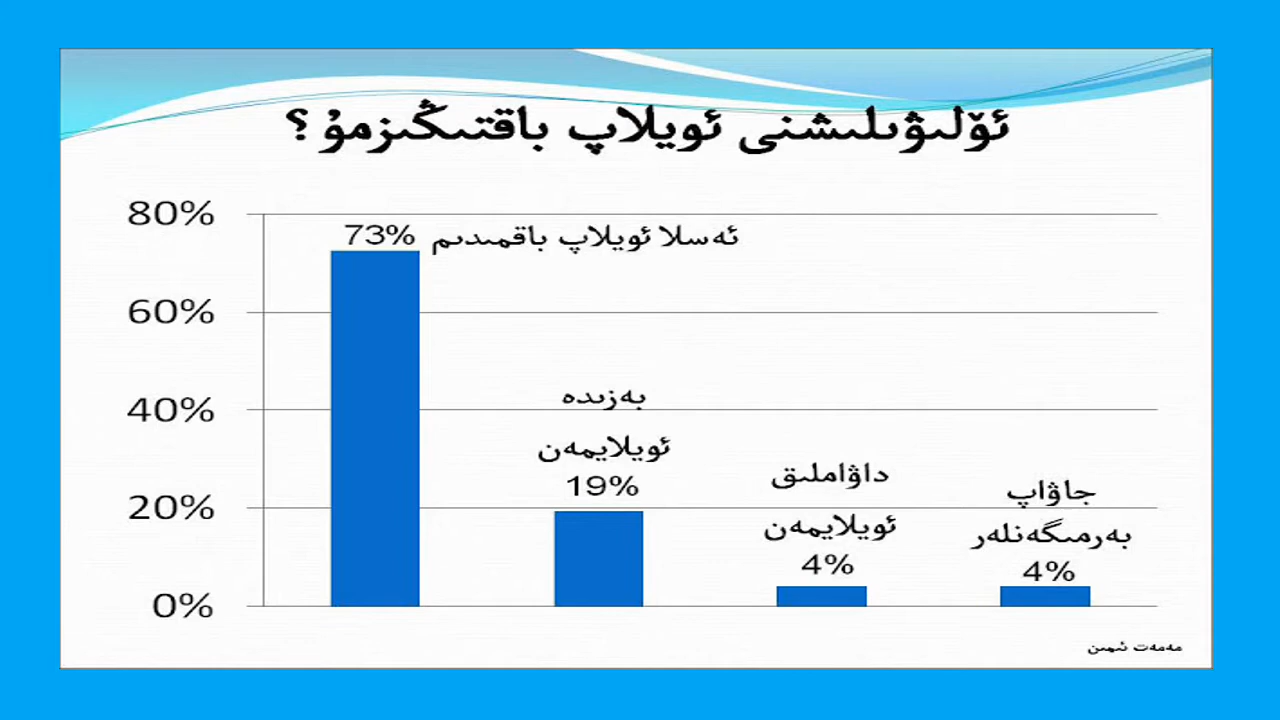 ئۆلىۋىلىشنى ئويلاپ باقتىڭىزمۇ ؟
80%
73% ئەسلا ئويلاپ باقمىدىم
60%
40%
بەزىدە
ئويلايمەن
19%
20%
داۋاملىق
ئويلايمەن
4%
جاۋاپ
بەرمىگەنلەر
4%
0%
مەمەت ئىمىن